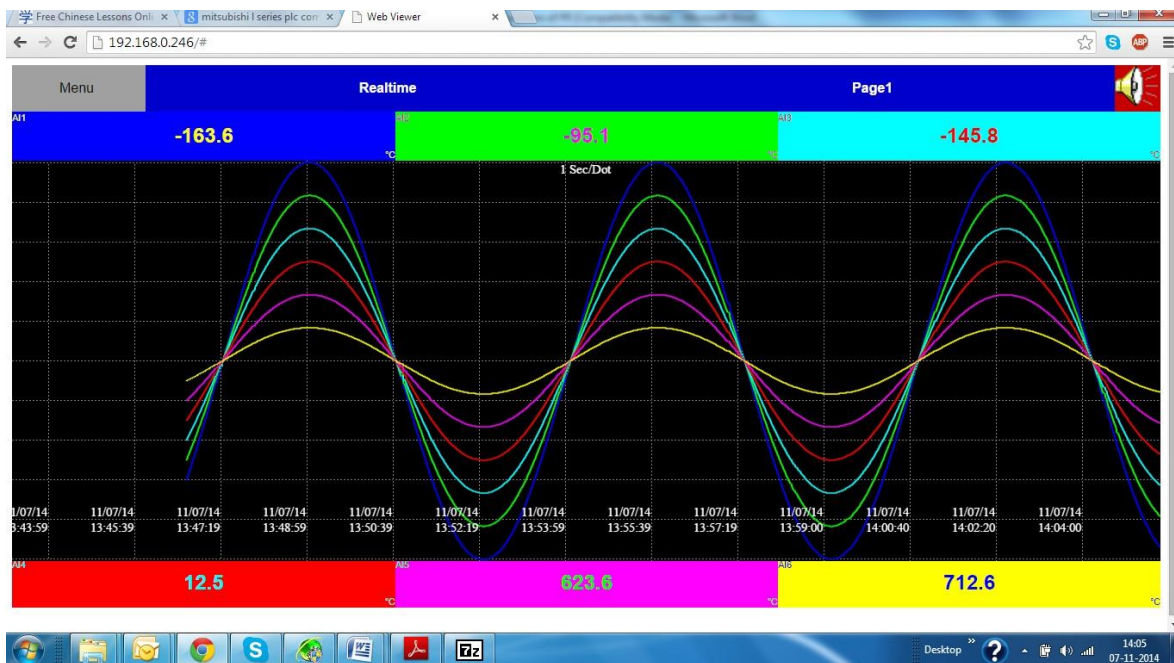 Free Chinese Lessons Onli
mitsubishi l series plc com
Web Viewer
192.168.0.246/#
ABP
Menu
Realtime
Page1
AI1
-163.6
°C
AI2
-95.1
°C
AI3
-145.8
°C
1 Sec/Dot
1/07/14 11/07/14 11/07/14 11/07/14 11/07/14 11/07/14 11/07/14 11/07/14 11/07/14 11/07/14 11/07/14 11/07/14 11/07/14
3:43:59 13:45:39 13:47:19 13:48:59 13:50:39 13:52:19 13:53:59 13:55:39 13:57:19 13:59:00 14:00:40 14:02:20 14:04:00
AI4
12.5
°C
AI5
623.6
°C
AI6
712.6
°C
Desktop
14:05
07-11-2014